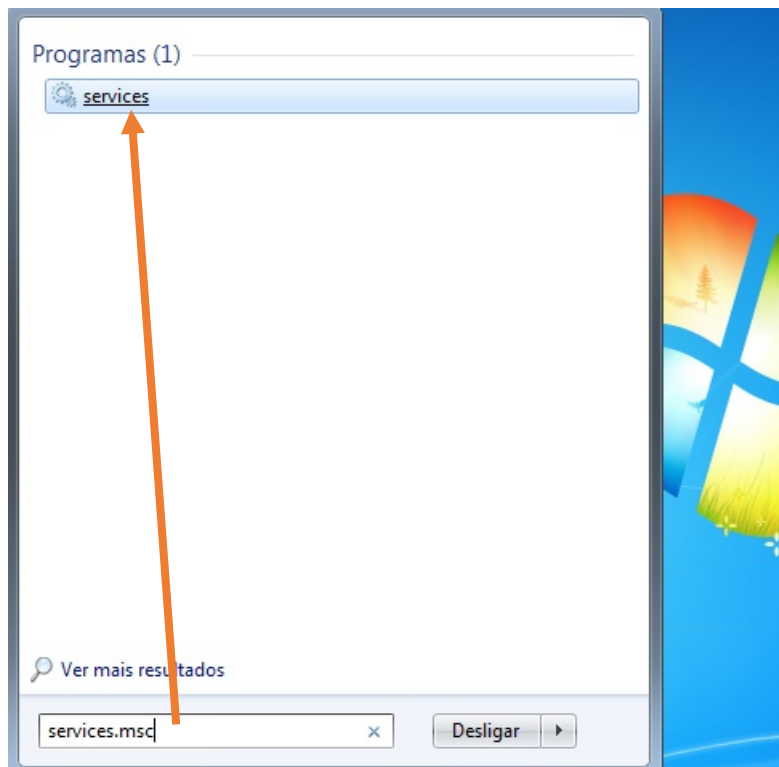 Programas (1)
services
Ver mais resultados
services.msc
Desligar